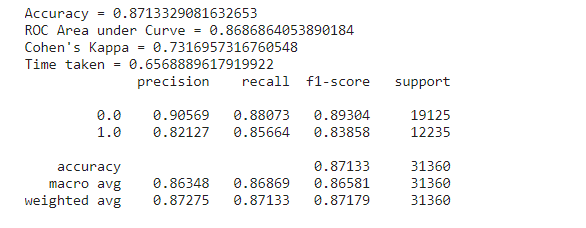 Accuracy = 0.8713329081632653
ROC Area under Curve = 0.8686864053890184
Cohen's Kappa = 0.7316957316760548
Time taken = 0.6568889617919922
precision recall f1-score support
0.0 0.90569 0.88073 0.89304 19125
1.0 0.82127 0.85664 0.83858 12235
accuracy 0.87133 31360
macro avg 0.86348 0.86869 0.86581 31360
weighted avg 0.87275 0.87133 0.87179 31360